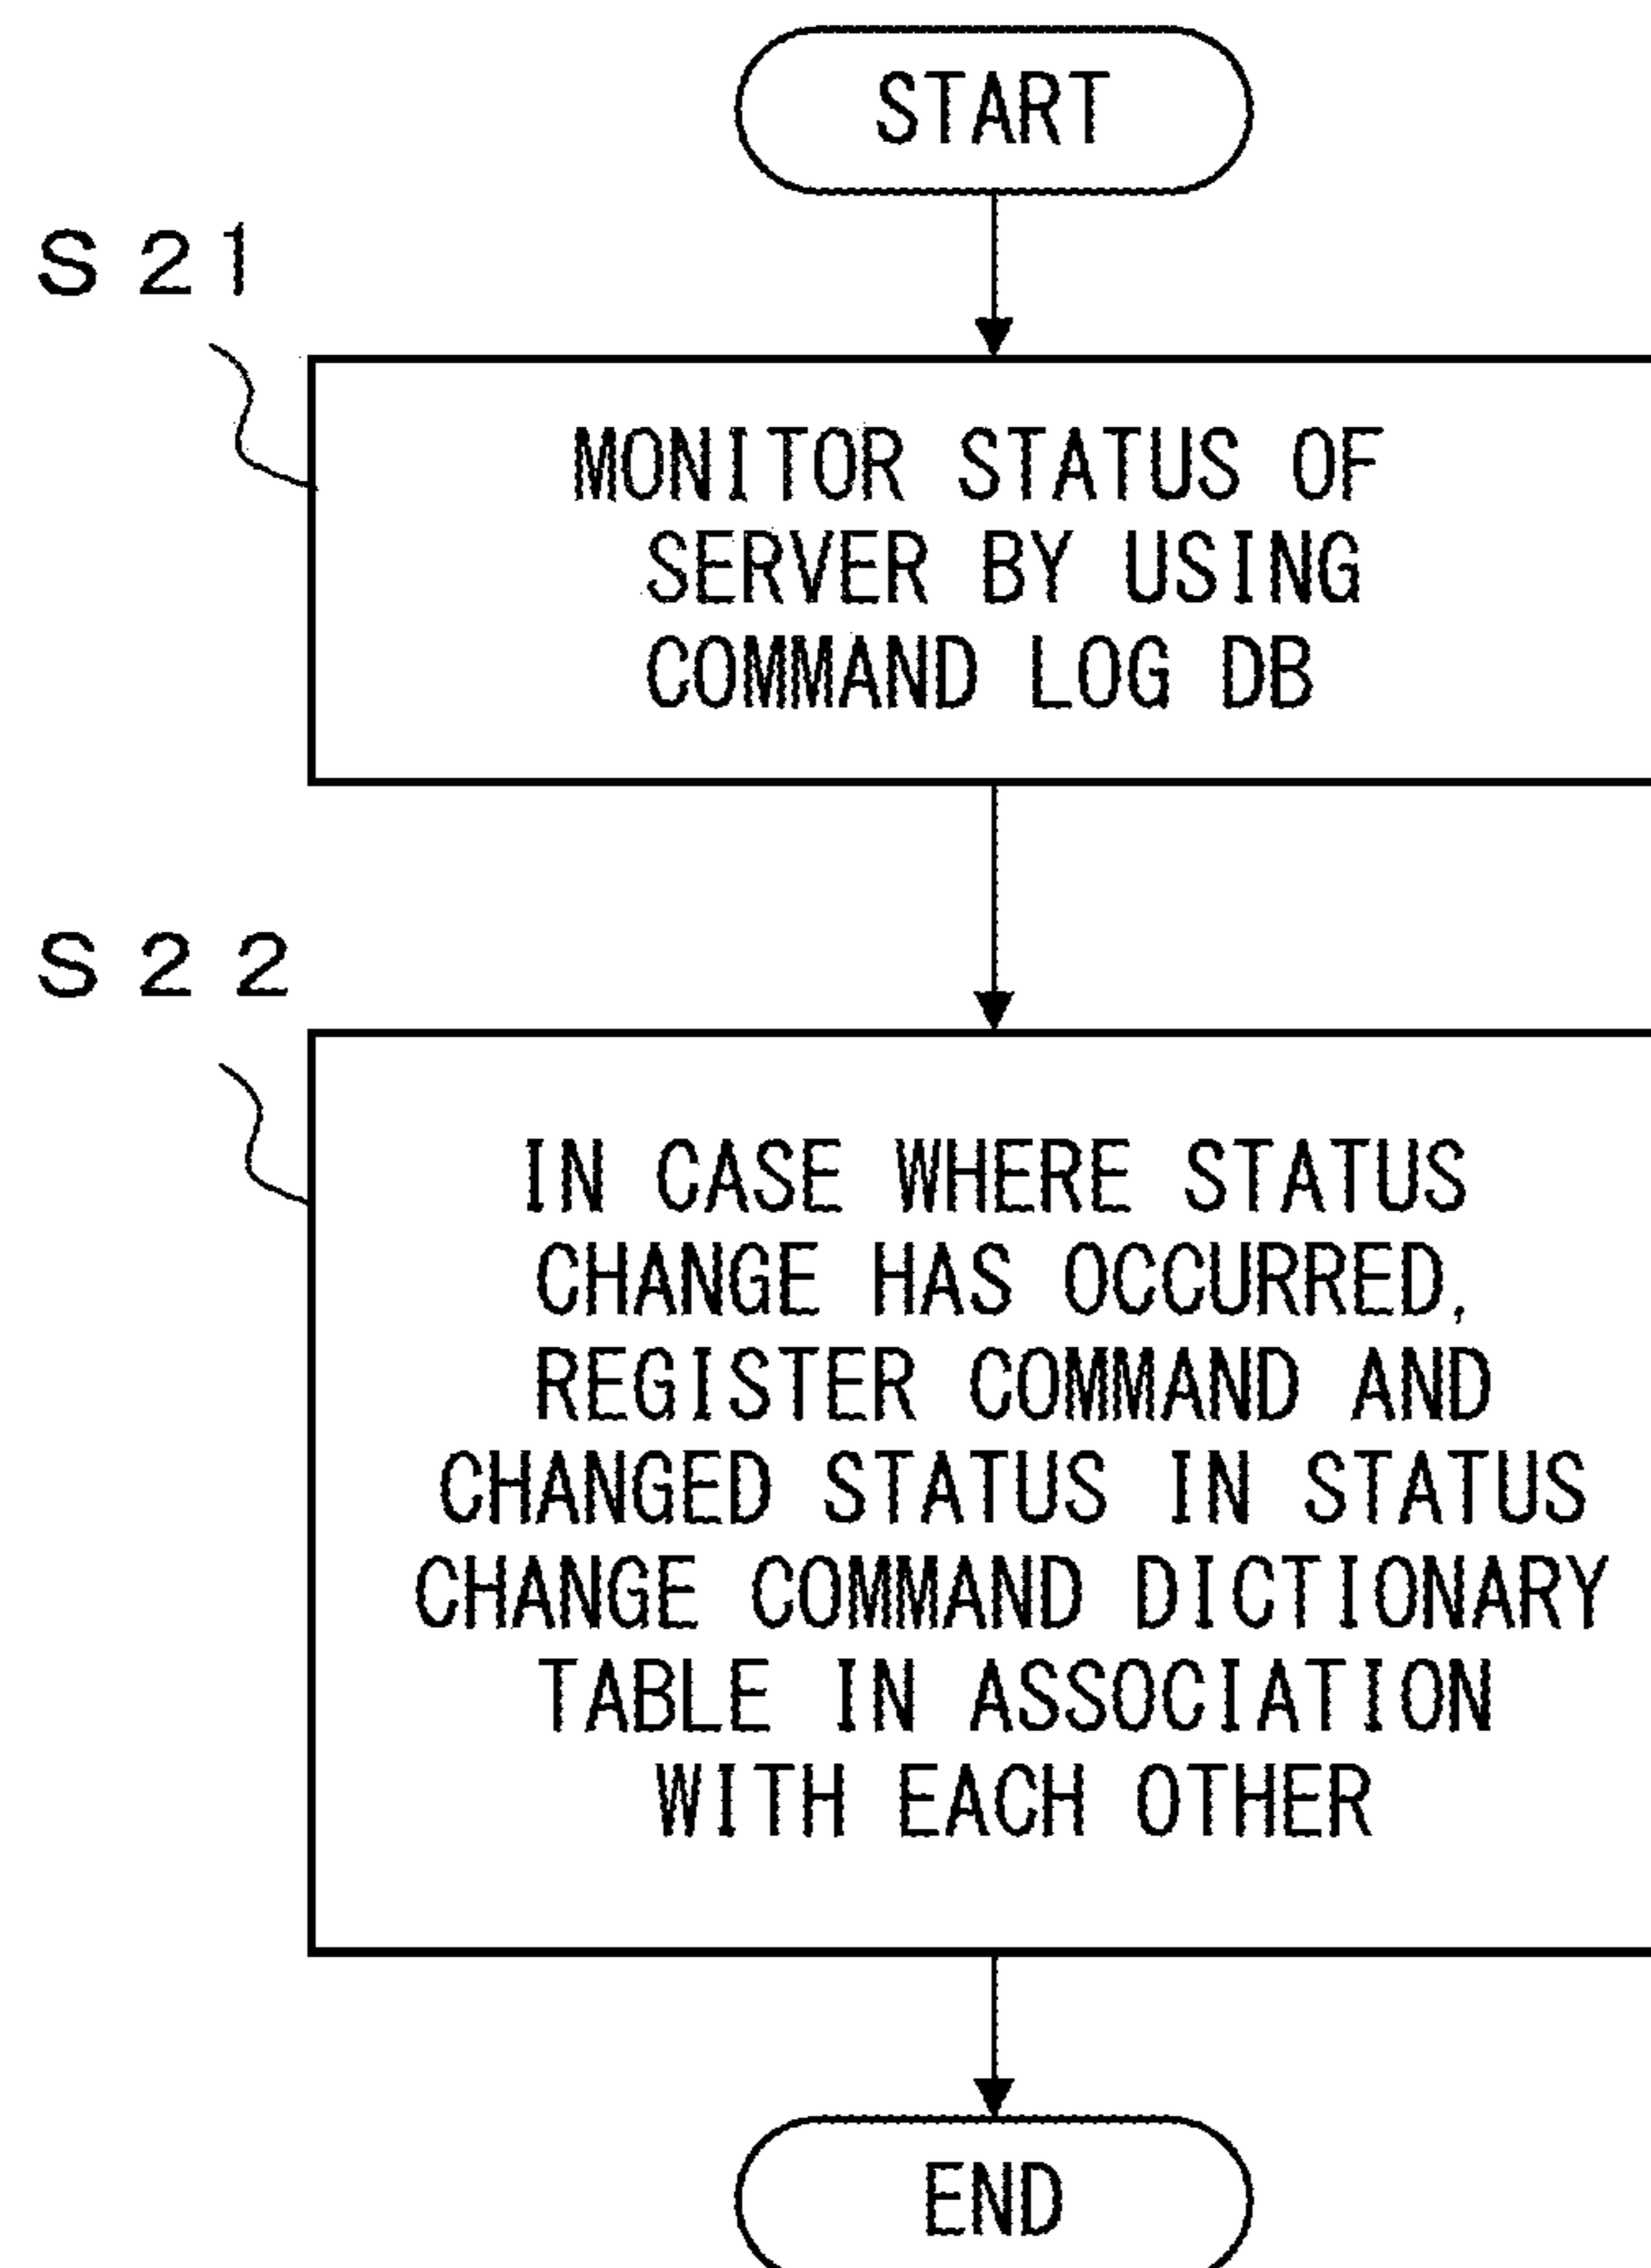 START
S21
MONITOR STATUS OF
SERVER BY USING
COMMAND LOG DB
S22
IN CASE WHERE STATUS
CHANGE HAS OCCURRED,
REGISTER COMMAND AND
CHANGED STATUS IN STATUS
CHANGE COMMAND DICTIONARY
TABLE IN ASSOCIATION
WITH EACH OTHER
END